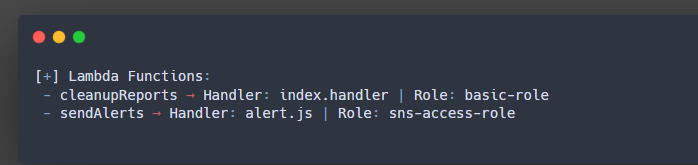 [+] Lambda Functions:
- cleanupReports → Handler: index.handler | Role: basic-role
- sendAlerts → Handler: alert.js | Role: sns-access-role